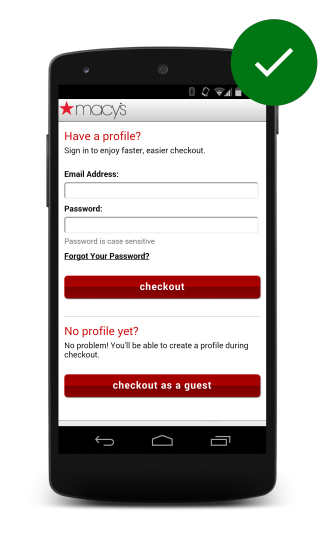 macy's
Have a profile?
Sign in to enjoy faster, easier checkout.
Email Address:
Password:
Password is case sensitive
Forgot Your Password?
checkout
No profile yet?
No problem! You'll be able to create a profile during
checkout.
checkout as a guest